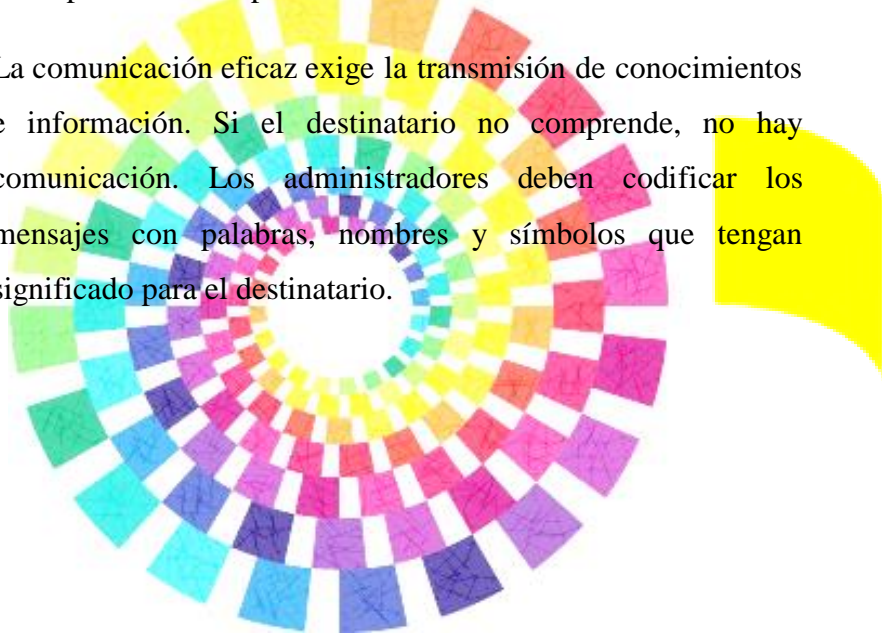 La comunicación eficaz exige la transmisión de conocimientos
e información. Si el destinatario no comprende, no hay
comunicación. Los administradores deben codificar los
mensajes con palabras, nombres y símbolos que tengan
significado para el destinatario.